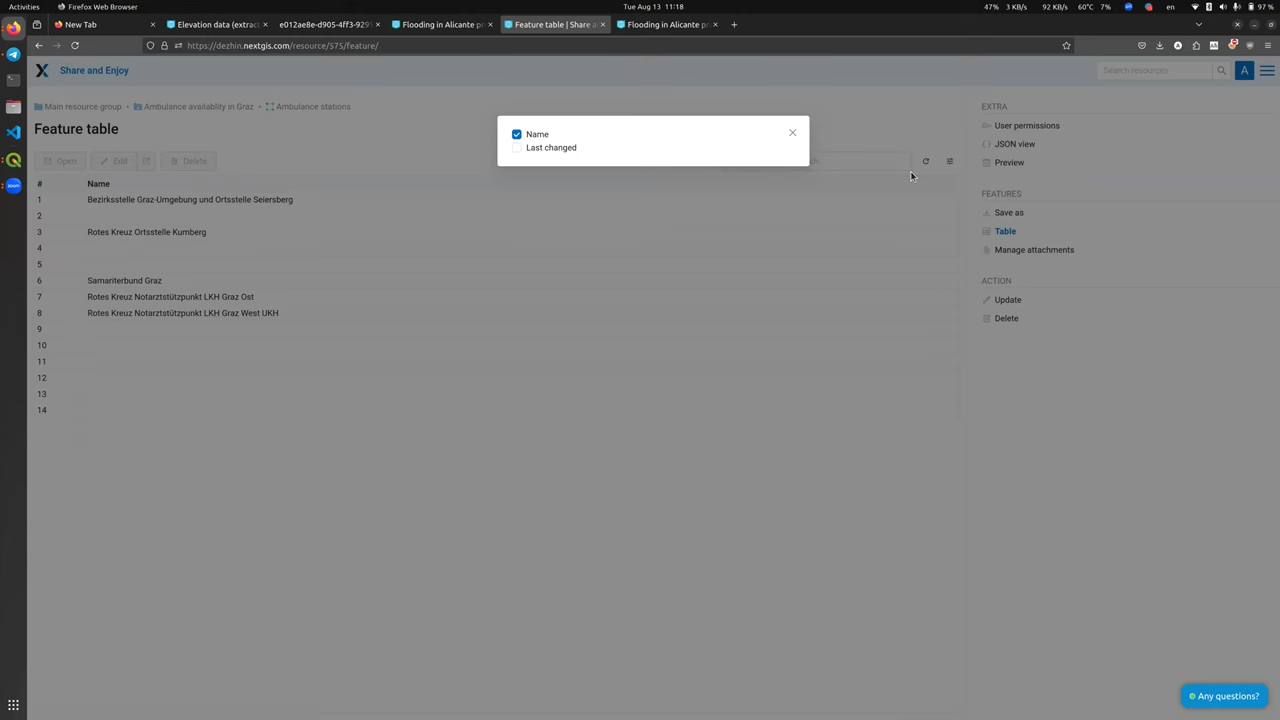 Activities Firefox Web Browser Tue Aug 13 11:18 47% 3 KB/s 92 KB/s 60°C 7% en 97 %
New Tab Elevation data (extract e012ae8e-d905-4ff3-9295 Flooding in Alicante pr Feature table | Share a Flooding in Alicante pr
https://dezhin.nextgis.com/resource/575/feature/
Share and Enjoy Search resources A
Main resource group Ambulance availablity in Graz Ambulance stations
Feature table
Open Edit Delete
Name
Last changed
# Name
1 Bezirksstelle Graz-Umgebung und Ortsstelle Seiersberg
2
3 Rotes Kreuz Ortsstelle Kumberg
4
5
6 Samariterbund Graz
7 Rotes Kreuz Notarztstützpunkt LKH Graz Ost
8 Rotes Kreuz Notarztstützpunkt LKH Graz West UKH
9
10
11
12
13
14
EXTRA
User permissions
JSON view
Preview
FEATURES
Save as
Table
Manage attachments
ACTION
Update
Delete
Any questions?